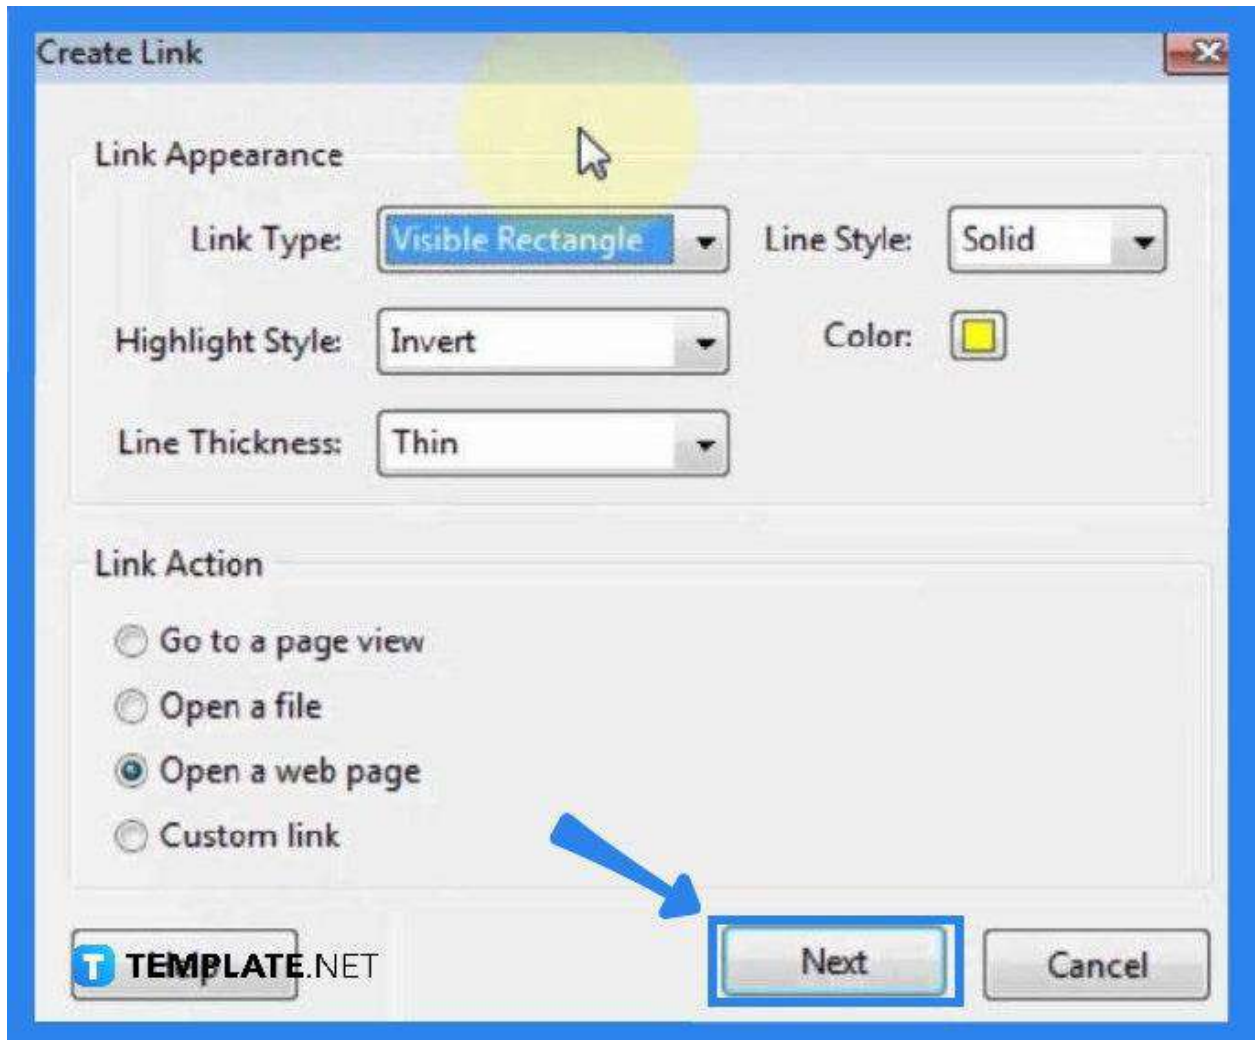 Create Link
Link Appearance
Link Type: Visible Rectangle Line Style: Solid
Highlight Style: Invert Color:
Line Thickness: Thin
Link Action
Go to a page view
Open a file
Open a web page
Custom link
T TEMPLATE.NET Next Cancel